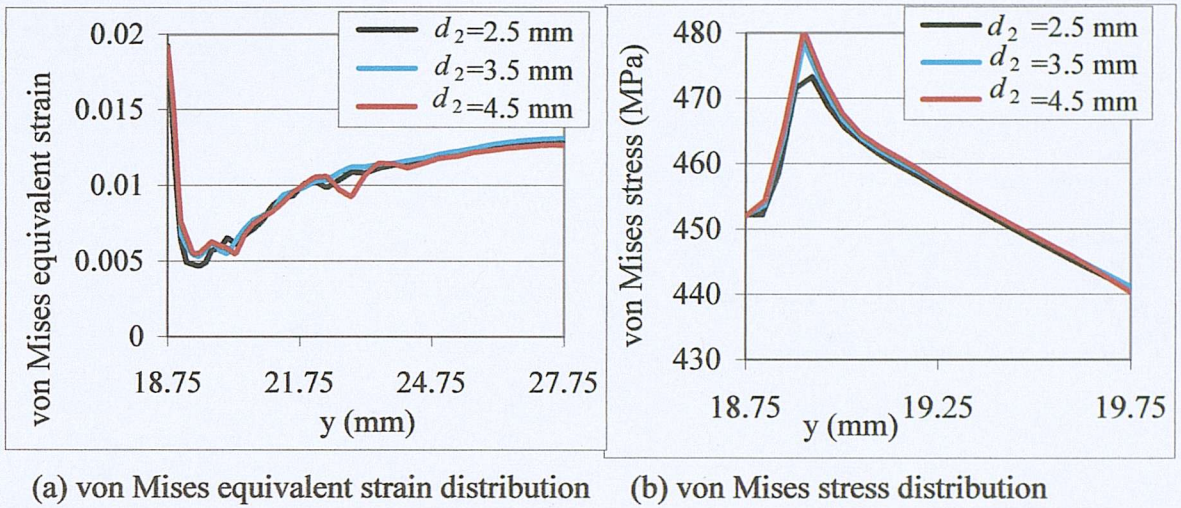 0.02
0.015
0.01
0.005
0
von Mises equivalent strain
18.75
21.75
24.75
27.75
y (mm)
d2=2.5 mm
d2=3.5 mm
d2=4.5 mm
480
470
460
450
440
430
von Mises stress (MPa)
18.75
19.25
19.75
y (mm)
d2 =2.5 mm
d2 =3.5 mm
d2 =4.5 mm
(a) von Mises equivalent strain distribution
(b) von Mises stress distribution